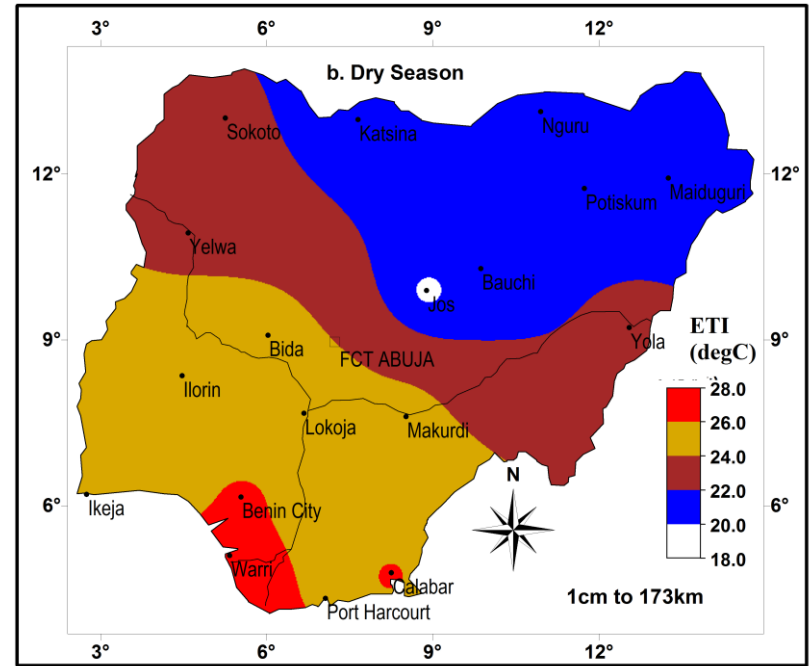 3° 6° 9° 12°
b. Dry Season
Sokoto
Katsina
Nguru
12° 12°
Potiskum
Maiduguri
Yelwa
Bauchi
Jos
9° 9°
Bida
FCT ABUJA
Yola
ETI
(degC)
Ilorin
28.0
26.0
24.0
22.0
20.0
18.0
Lokoja
Makurdi
N
6° 6°
Ikeja
Benin City
Warri
Calabar
Port Harcourt
1cm to 173km
3° 6° 9° 12°